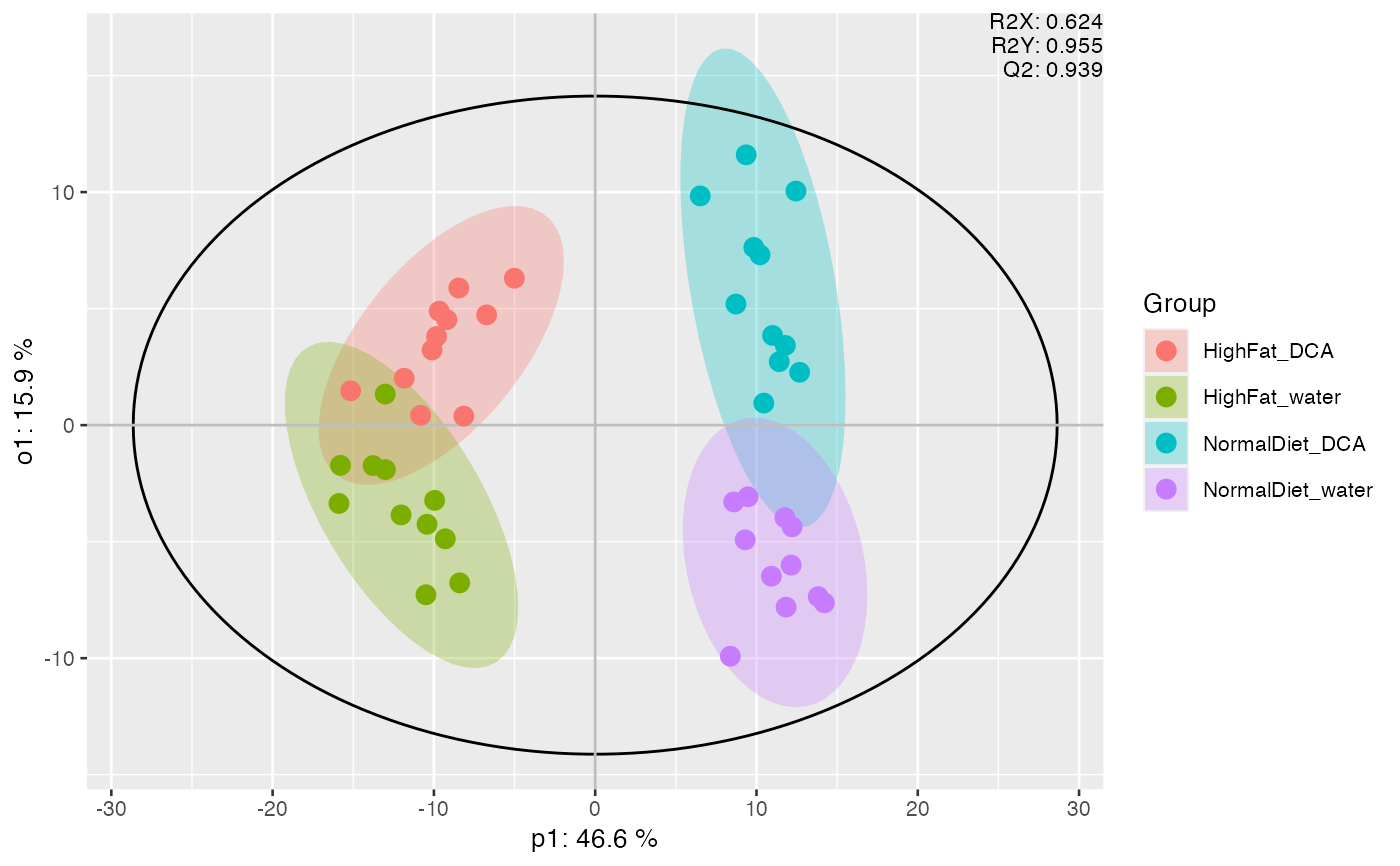 R2X: 0.624
R2Y: 0.955
Q2: 0.939
10
0
-10
o1: 15.9 %
-30
-20
-10
0
10
20
30
p1: 46.6 %
Group
HighFat_DCA
HighFat_water
NormalDiet_DCA
NormalDiet_water